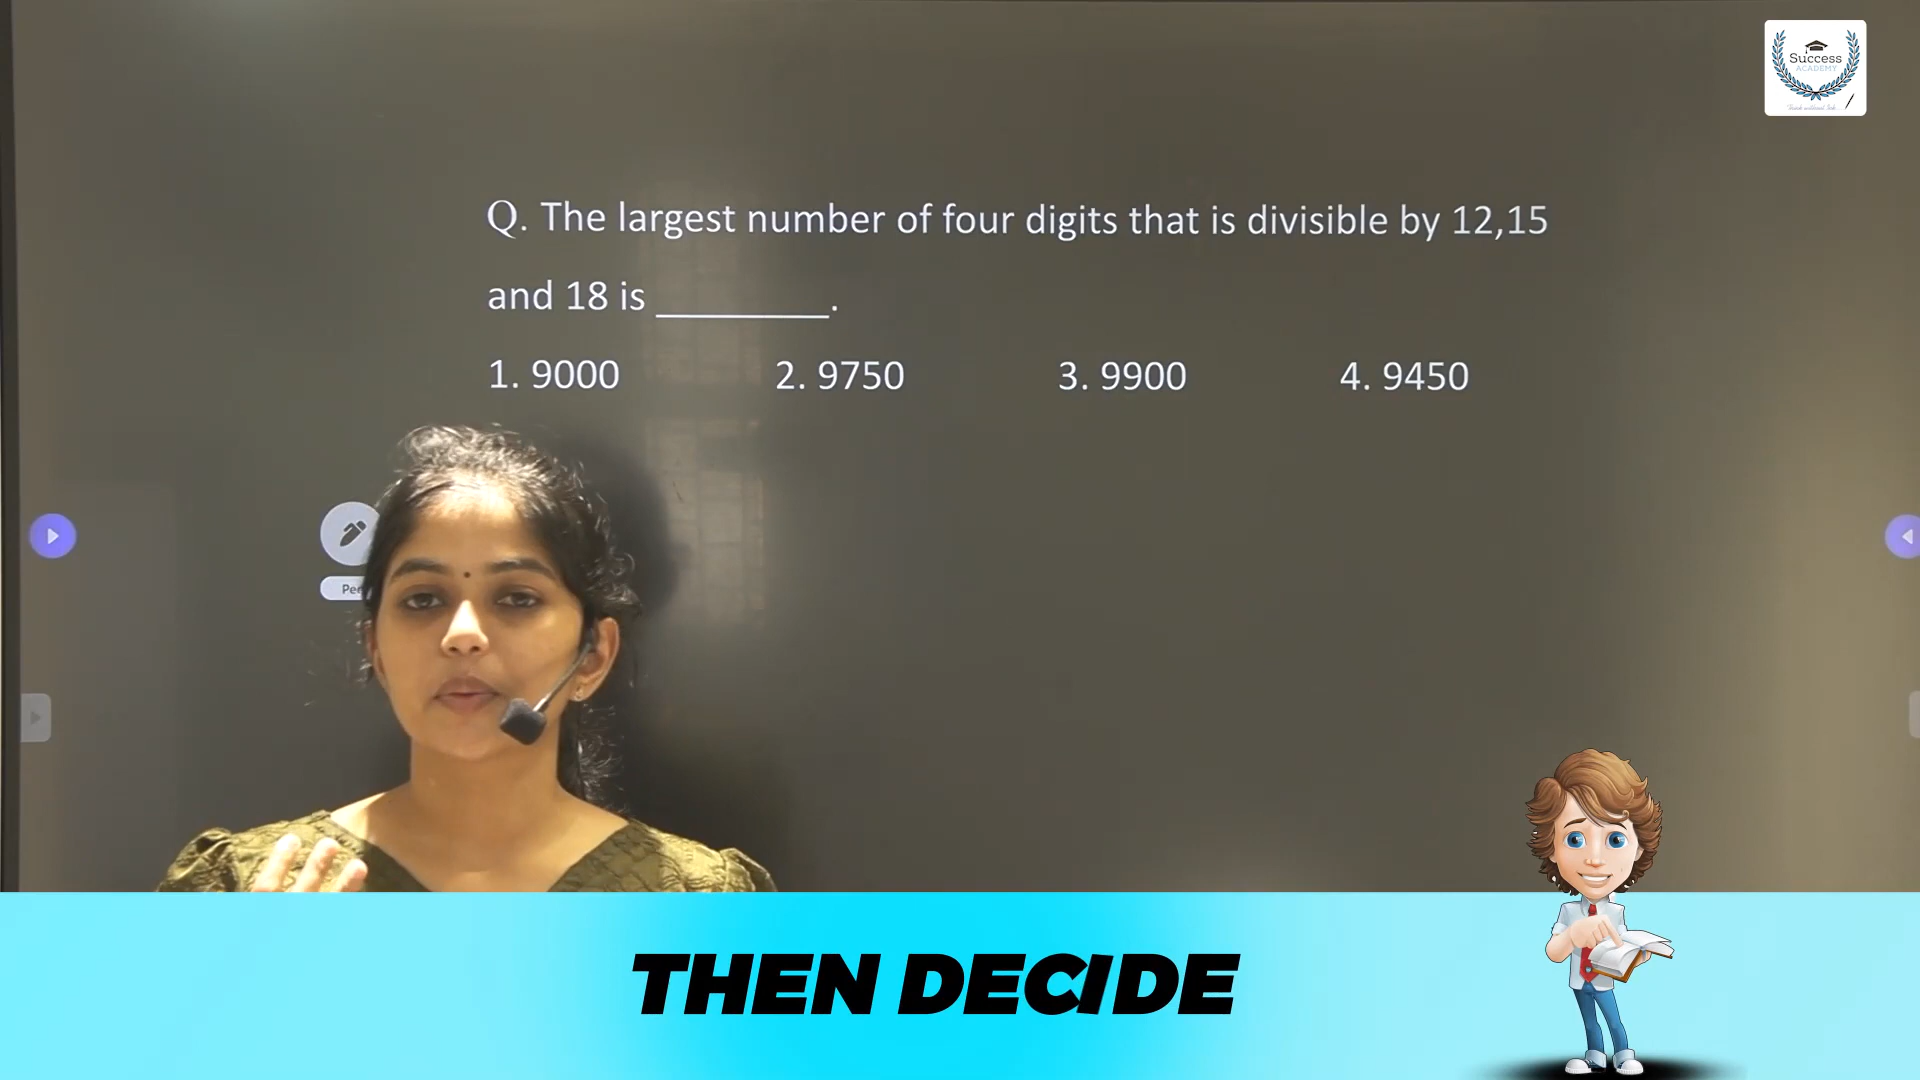 Success
ACADEMY
Q. The largest number of four digits that is divisible by 12,15
and 18 is ________.
1. 9000 2. 9750 3. 9900 4. 9450
THEN DECIDE